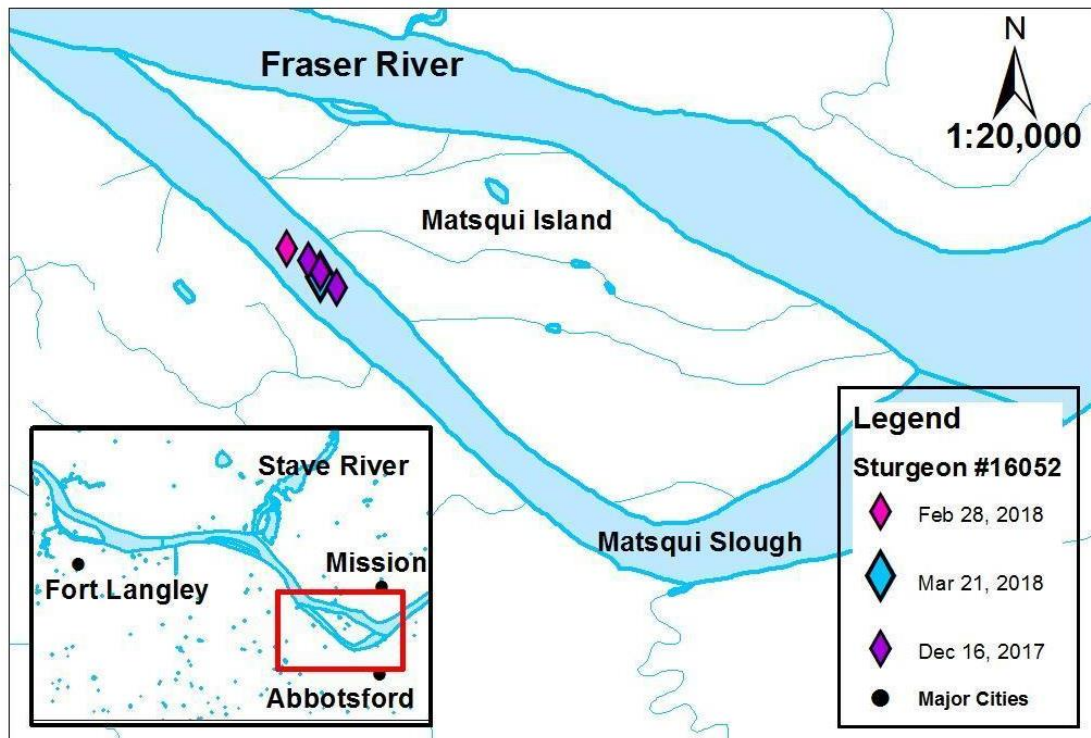 Fraser River
N
1:20,000
Matsqui Island
Matsqui Slough
Stave River
Mission
Fort Langley
Abbotsford
Legend
Sturgeon #16052
Feb 28, 2018
Mar 21, 2018
Dec 16, 2017
Major Cities